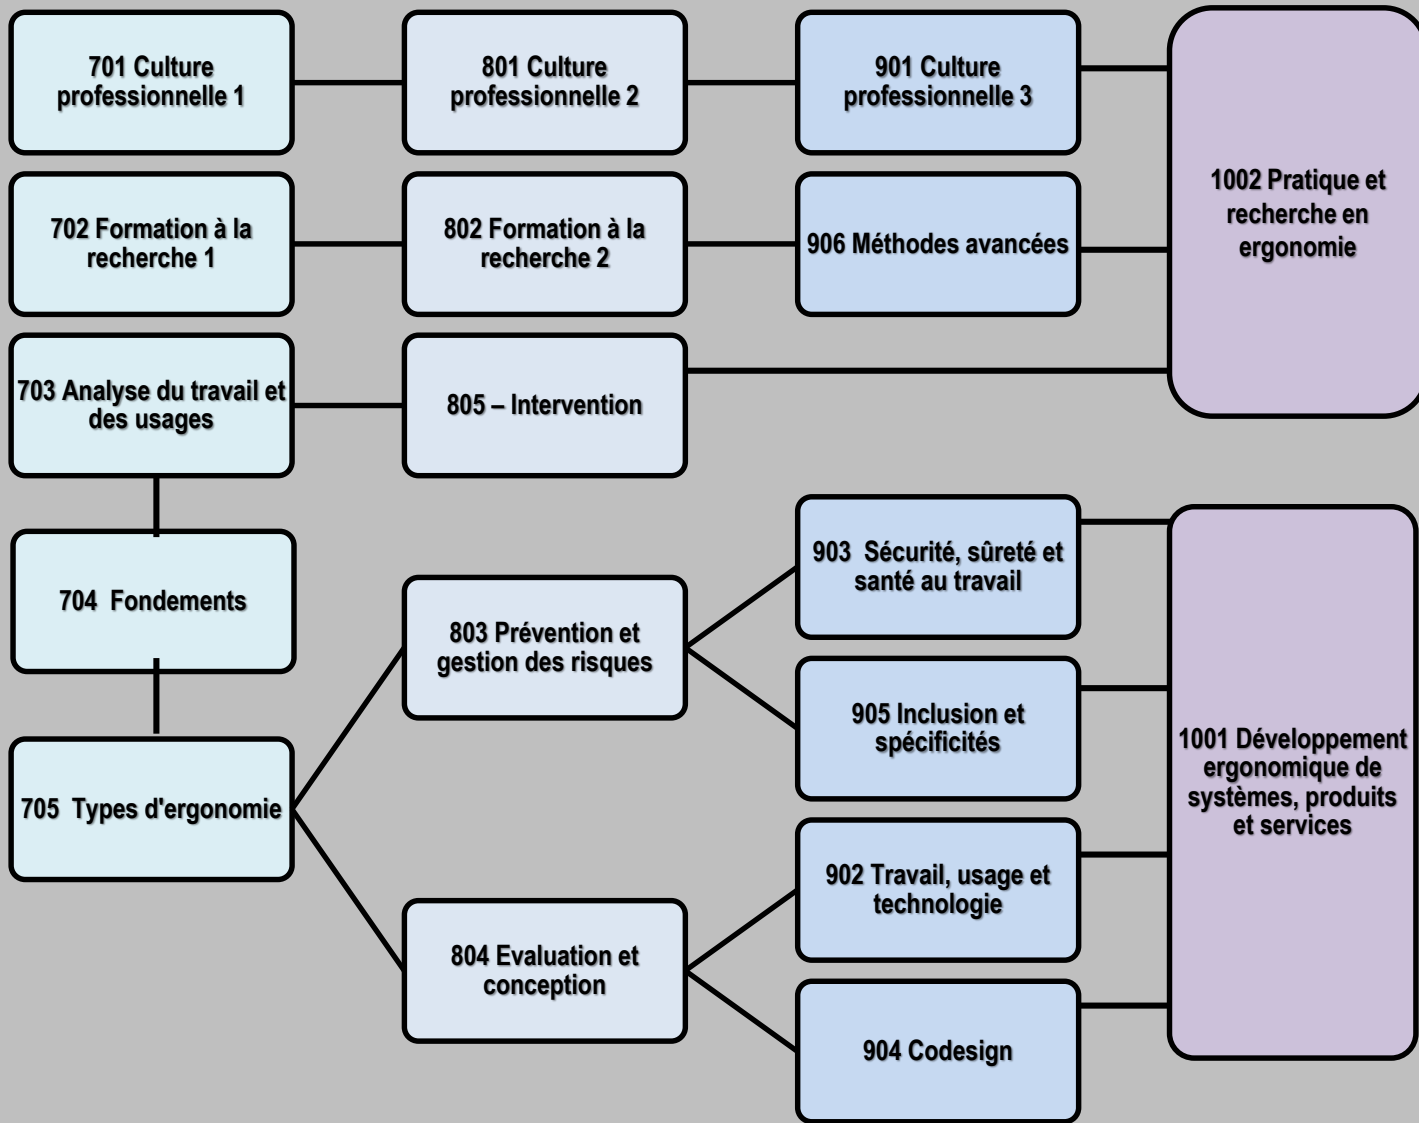 701 Culture
professionnelle 1
801 Culture
professionnelle 2
901 Culture
professionnelle 3
1002 Pratique et
recherche en
ergonomie
702 Formation à la
recherche 1
802 Formation à la
recherche 2
906 Méthodes avancées
703 Analyse du travail et
des usages
805 – Intervention
704 Fondements
803 Prévention et
gestion des risques
903 Sécurité, sûreté et
santé au travail
905 Inclusion et
spécificités
1001 Développement
ergonomique de
systèmes, produits
et services
705 Types d'ergonomie
804 Evaluation et
conception
902 Travail, usage et
technologie
904 Codesign